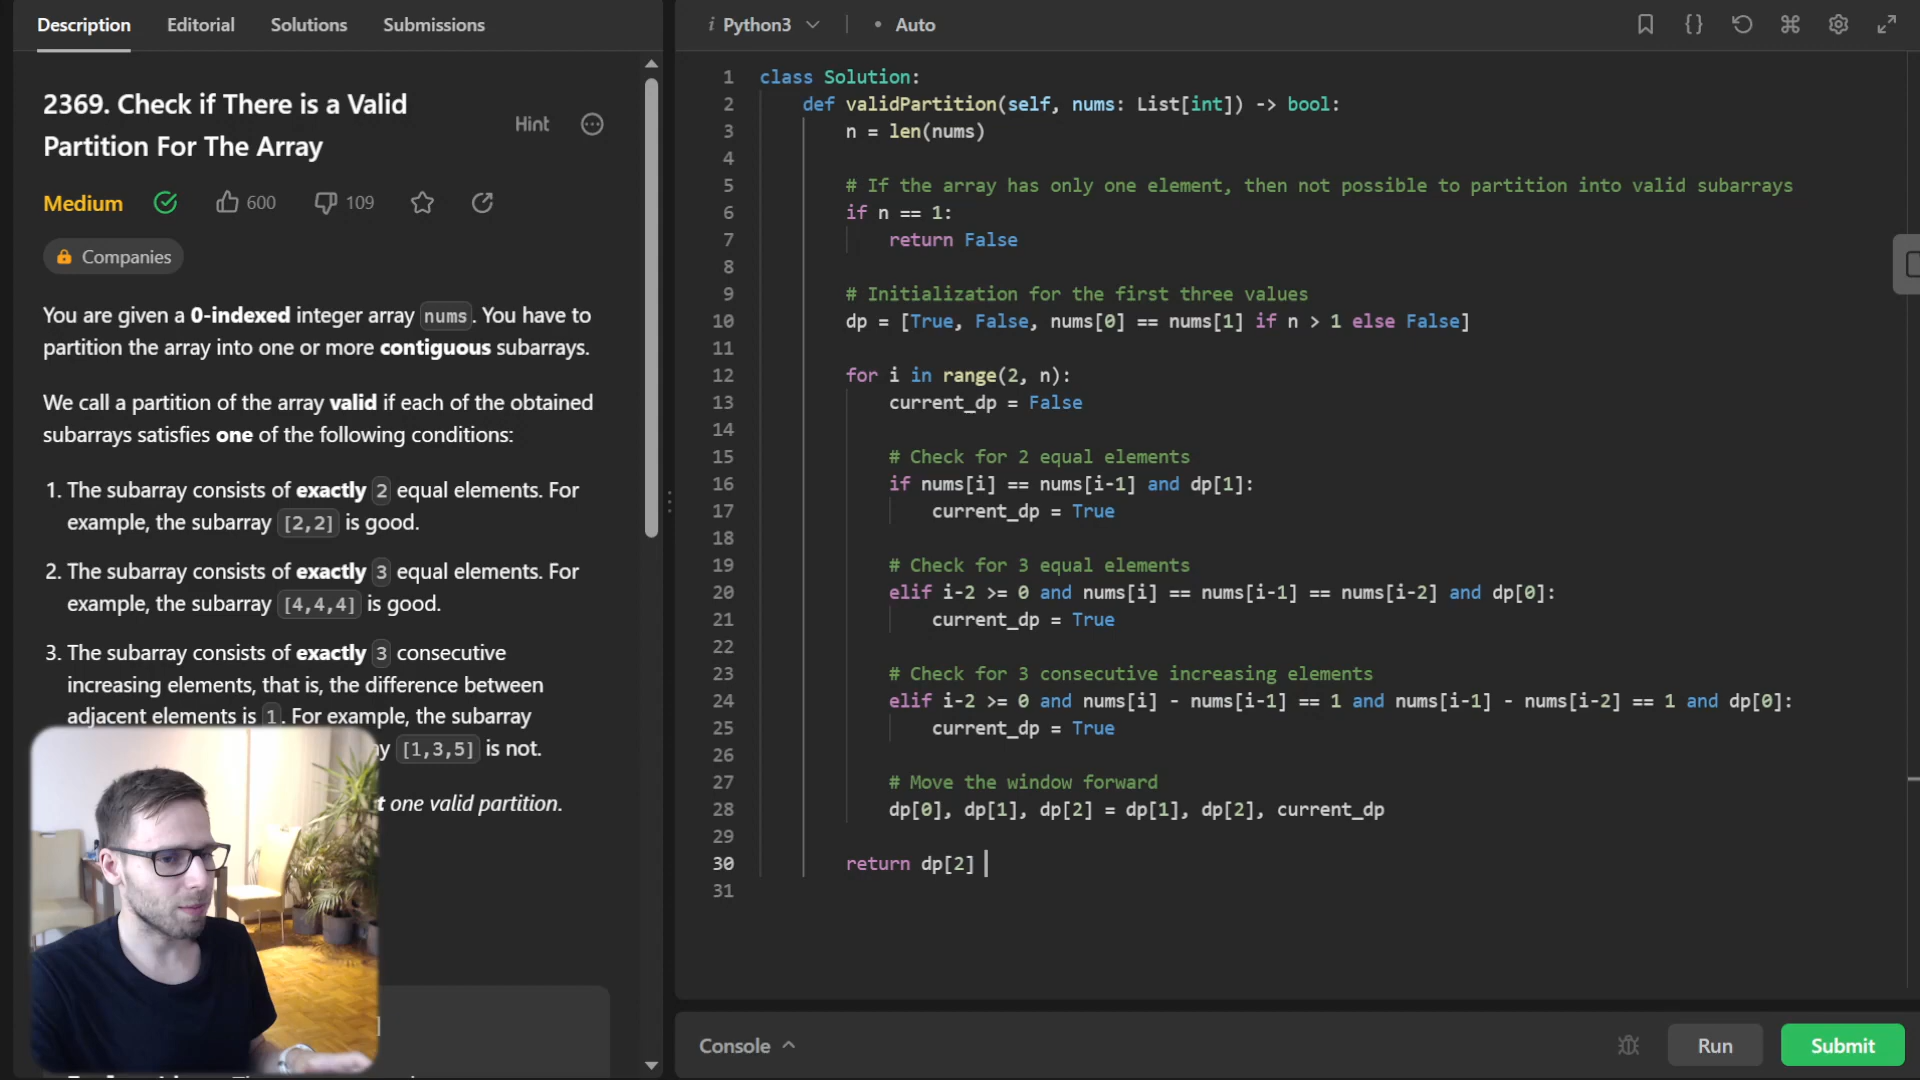 Description Editorial Solutions Submissions
2369. Check if There is a Valid
Partition For The Array
Hint
Medium 600 109
Companies
You are given a 0-indexed integer array nums. You have to
partition the array into one or more contiguous subarrays.
We call a partition of the array valid if each of the obtained
subarrays satisfies one of the following conditions:
1. The subarray consists of exactly 2 equal elements. For
example, the subarray [2,2] is good.
2. The subarray consists of exactly 3 equal elements. For
example, the subarray [4,4,4] is good.
3. The subarray consists of exactly 3 consecutive
increasing elements, that is, the difference between
adjacent elements is 1. For example, the subarray
[1,3,5] is not.
one valid partition.
i Python3 • Auto
1 class Solution:
2 def validPartition(self, nums: List[int]) -> bool:
3 n = len(nums)
4
5 # If the array has only one element, then not possible to partition into valid subarrays
6 if n == 1:
7 return False
8
9 # Initialization for the first three values
10 dp = [True, False, nums[0] == nums[1] if n > 1 else False]
11
12 for i in range(2, n):
13 current_dp = False
14
15 # Check for 2 equal elements
16 if nums[i] == nums[i-1] and dp[1]:
17 current_dp = True
18
19 # Check for 3 equal elements
20 elif i-2 >= 0 and nums[i] == nums[i-1] == nums[i-2] and dp[0]:
21 current_dp = True
22
23 # Check for 3 consecutive increasing elements
24 elif i-2 >= 0 and nums[i] - nums[i-1] == 1 and nums[i-1] - nums[i-2] == 1 and dp[0]:
25 current_dp = True
26
27 # Move the window forward
28 dp[0], dp[1], dp[2] = dp[1], dp[2], current_dp
29
30 return dp[2]
31
Console Run Submit